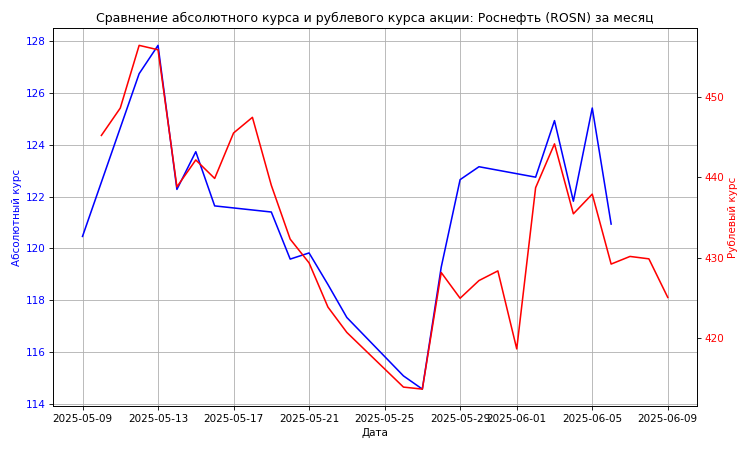 Сравнение абсолютного курса и рублевого курса акции: Роснефть (ROSN) за месяц
128
126
124
122
120
118
116
114
Абсолютный курс
450
440
430
420
Рублевый курс
2025-05-09 2025-05-13 2025-05-17 2025-05-21 2025-05-25 2025-05-29 2025-06-01 2025-06-05 2025-06-09
Дата